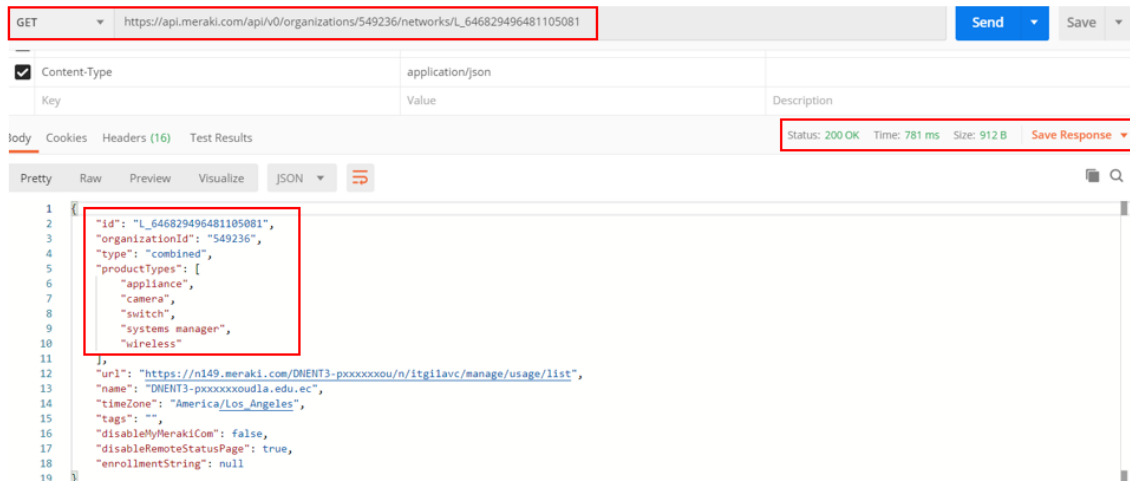 GET https://api.meraki.com/api/v0/organizations/549236/networks/L_646829496481105081 Send Save
Content-Type application/json
Key Value Description
Body Cookies Headers (16) Test Results Status: 200 OK Time: 781 ms Size: 912 B Save Response
Pretty Raw Preview Visualize JSON
1 {
2 "id": "L_646829496481105081",
3 "organizationId": "549236",
4 "type": "combined",
5 "productTypes": [
6 "appliance",
7 "camera",
8 "switch",
9 "systems manager",
10 "wireless"
11 ],
12 "url": "https://n149.meraki.com/DNENT3-pxxxxxxou/n/itgilavc/manage/usage/list",
13 "name": "DNENT3-pxxxxxxoudla.edu.ec",
14 "timeZone": "America/Los_Angeles",
15 "tags": "",
16 "disableMyMerakiCom": false,
17 "disableRemoteStatusPage": true,
18 "enrollmentString": null
19 }